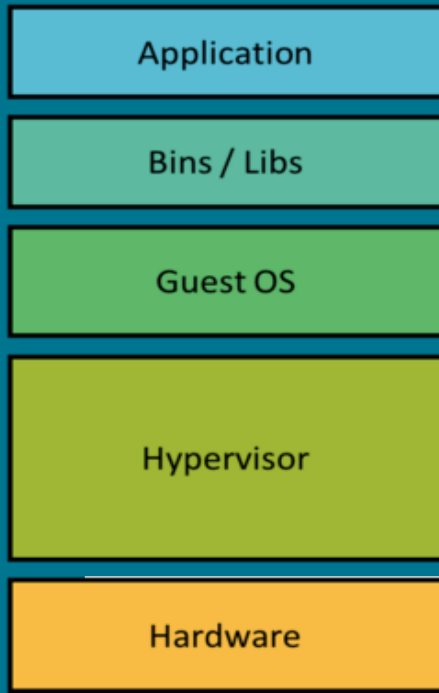 Application
Bins / Libs
Guest OS
Hypervisor
Hardware